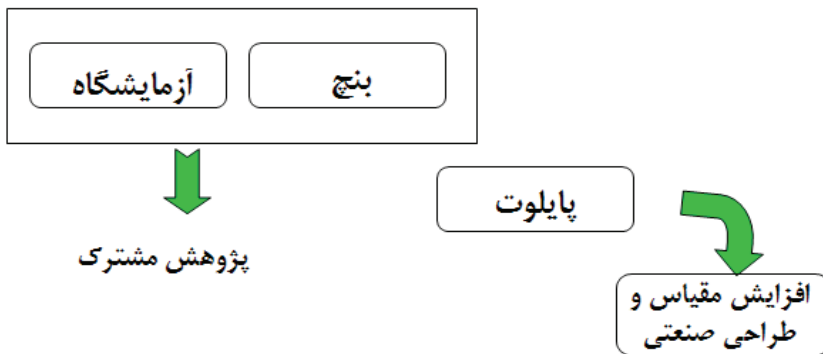 بنچ
آزمایشگاه
پایلوت
پژوهش مشترک
افزایش مقیاس و
طراحی صنعتی